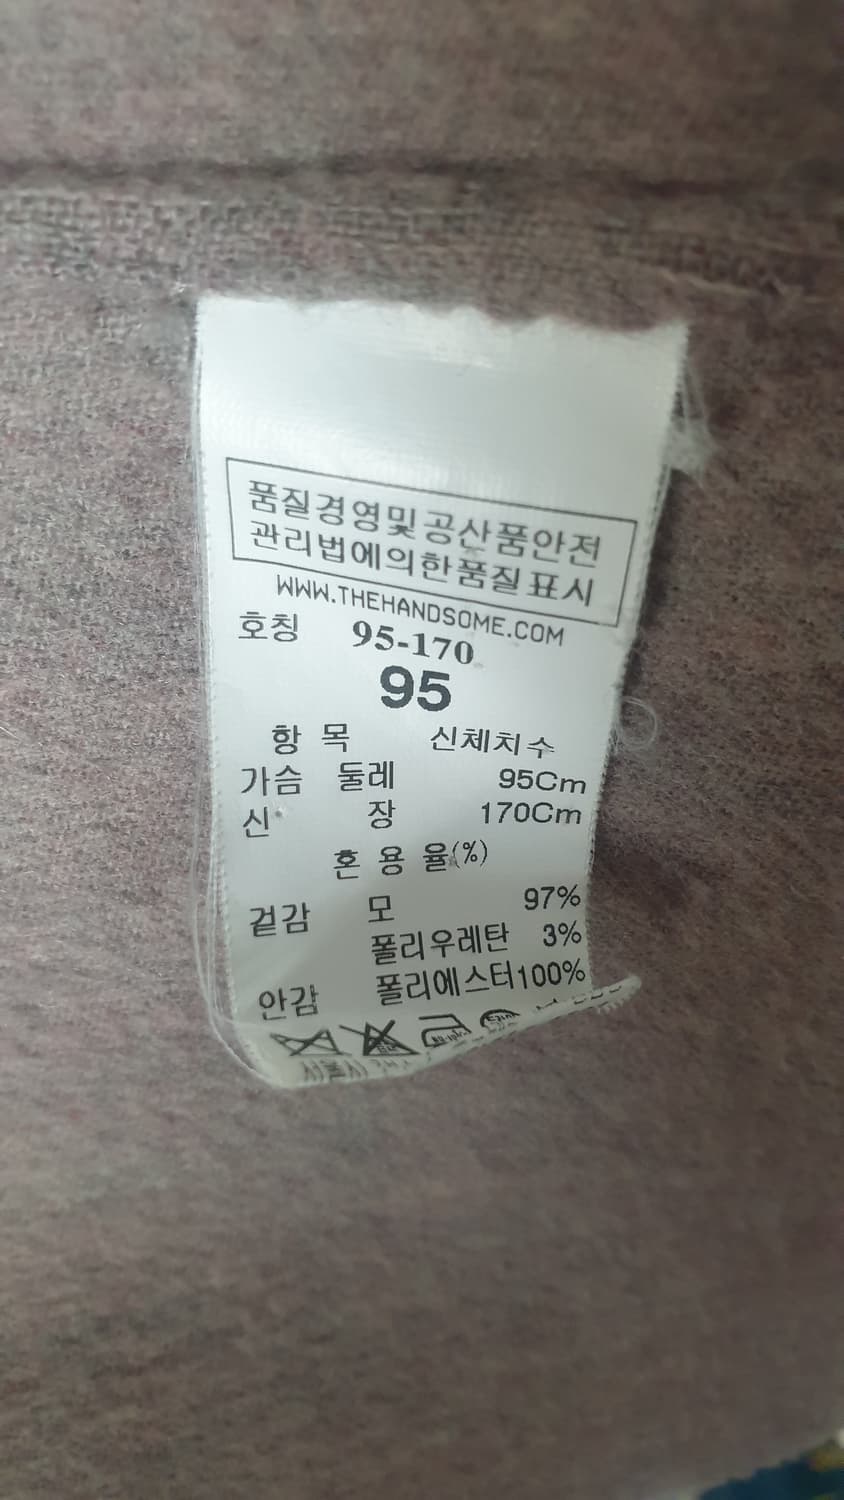 품질경영및공산품안전
관리법에의한품질표시
WWW.THEHANDSOME.COM
호칭 95-170
95
항 목 신체치수
가슴 둘레 95Cm
신 장 170Cm
혼 용 율(%)
겉감 모 97%
폴리우레탄 3%
안감 폴리에스터100%